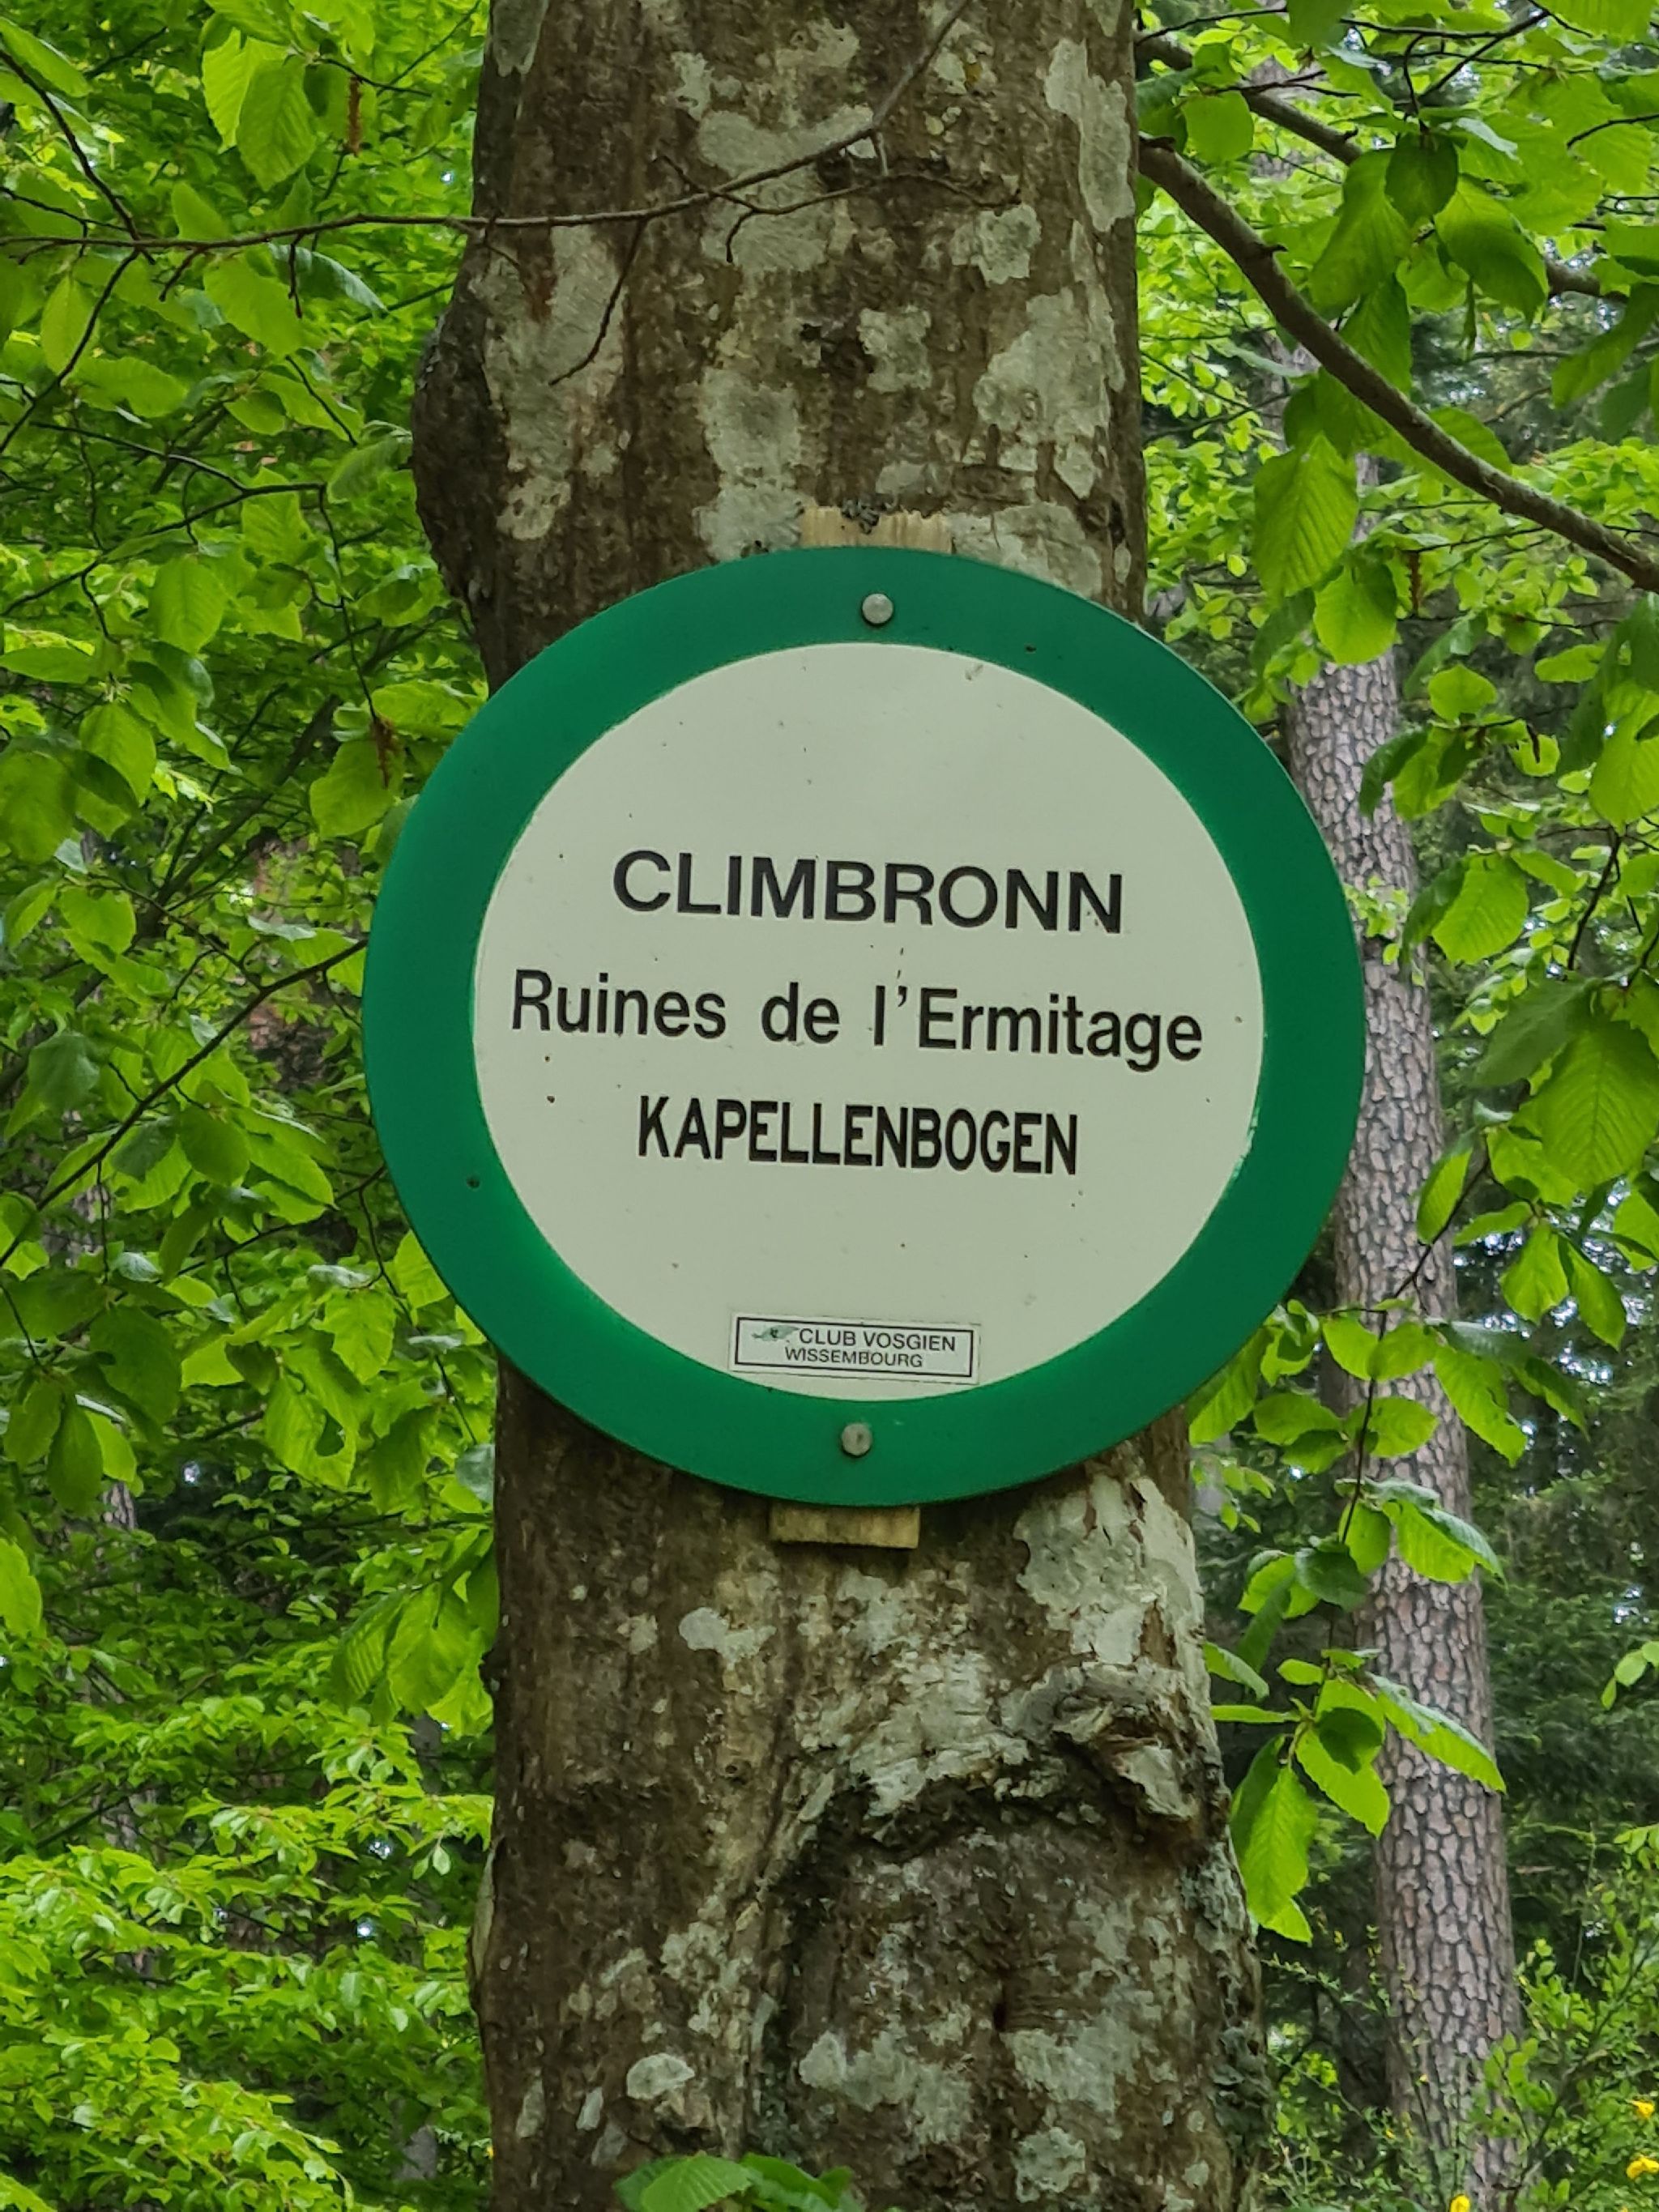 CLIMBRONN
Ruines de l'Ermitage
KAPELLENBOGEN
CLUB VOSGIEN
WISSEMBOURG